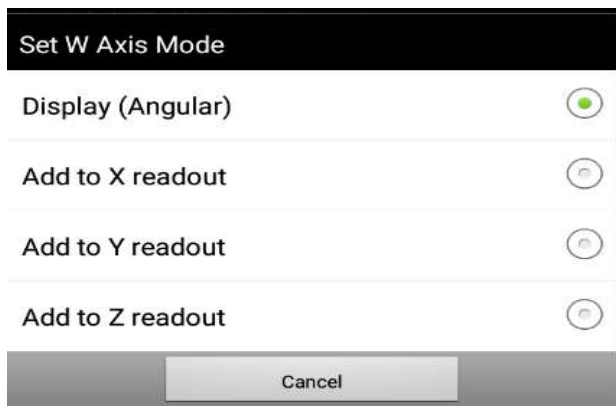 Set W Axis Mode
Display (Angular)
Add to X readout
Add to Y readout
Add to Z readout
Cancel